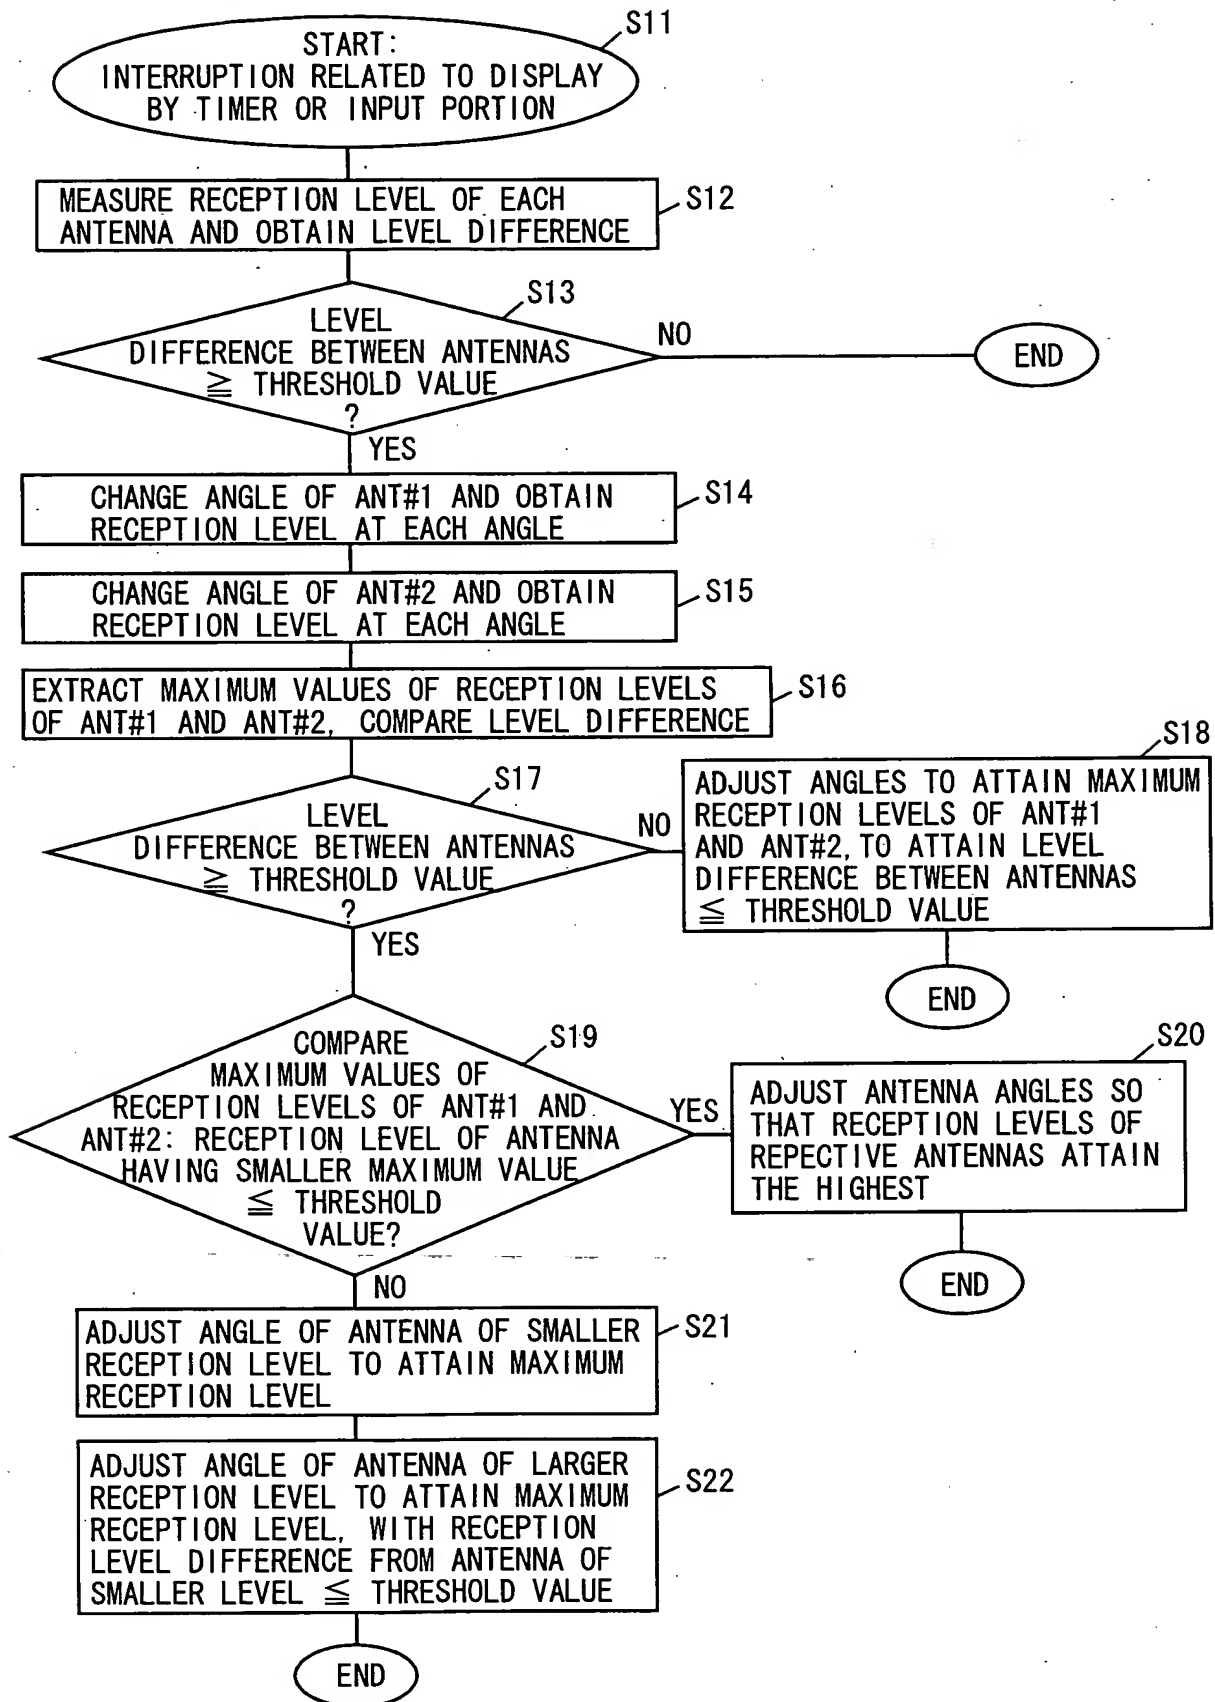 S11
START:
INTERRUPTION RELATED TO DISPLAY
BY TIMER OR INPUT PORTION
MEASURE RECEPTION LEVEL OF EACH
ANTENNA AND OBTAIN LEVEL DIFFERENCE
S12
S13
LEVEL
DIFFERENCE BETWEEN ANTENNAS
≧ THRESHOLD VALUE
?
NO
END
YES
CHANGE ANGLE OF ANT#1 AND OBTAIN
RECEPTION LEVEL AT EACH ANGLE
S14
CHANGE ANGLE OF ANT#2 AND OBTAIN
RECEPTION LEVEL AT EACH ANGLE
S15
EXTRACT MAXIMUM VALUES OF RECEPTION LEVELS
OF ANT#1 AND ANT#2, COMPARE LEVEL DIFFERENCE
S16
S17
LEVEL
DIFFERENCE BETWEEN ANTENNAS
≧ THRESHOLD VALUE
?
NO
S18
ADJUST ANGLES TO ATTAIN MAXIMUM
RECEPTION LEVELS OF ANT#1
AND ANT#2, TO ATTAIN LEVEL
DIFFERENCE BETWEEN ANTENNAS
≦ THRESHOLD VALUE
END
YES
S19
COMPARE
MAXIMUM VALUES OF
RECEPTION LEVELS OF ANT#1 AND
ANT#2: RECEPTION LEVEL OF ANTENNA
HAVING SMALLER MAXIMUM VALUE
≦ THRESHOLD
VALUE?
YES
S20
ADJUST ANTENNA ANGLES SO
THAT RECEPTION LEVELS OF
REPECTIVE ANTENNAS ATTAIN
THE HIGHEST
END
NO
ADJUST ANGLE OF ANTENNA OF SMALLER
RECEPTION LEVEL TO ATTAIN MAXIMUM
RECEPTION LEVEL
S21
ADJUST ANGLE OF ANTENNA OF LARGER
RECEPTION LEVEL TO ATTAIN MAXIMUM
RECEPTION LEVEL, WITH RECEPTION
LEVEL DIFFERENCE FROM ANTENNA OF
SMALLER LEVEL ≦ THRESHOLD VALUE
S22
END